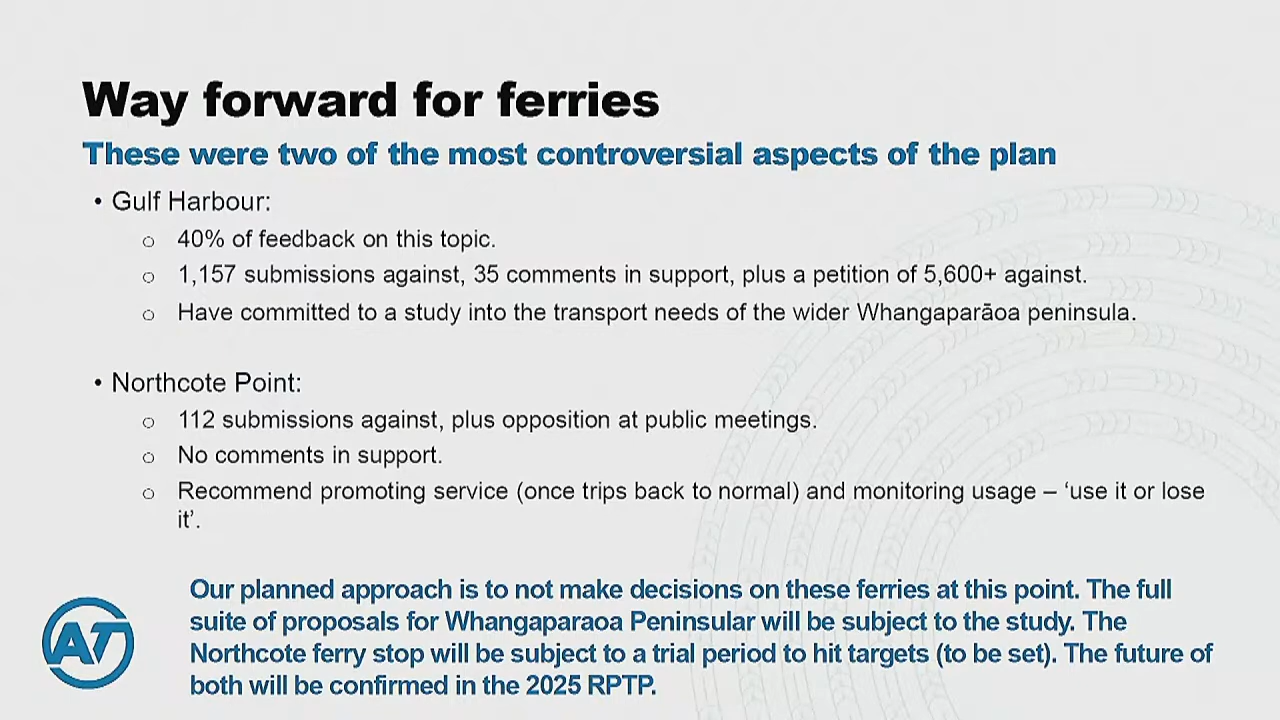 Way forward for ferries
These were two of the most controversial aspects of the plan
• Gulf Harbour:
o 40% of feedback on this topic.
o 1,157 submissions against, 35 comments in support, plus a petition of 5,600+ against.
o Have committed to a study into the transport needs of the wider Whangaparāoa peninsula.
• Northcote Point:
o 112 submissions against, plus opposition at public meetings.
o No comments in support.
o Recommend promoting service (once trips back to normal) and monitoring usage – ‘use it or lose
it’.
Our planned approach is to not make decisions on these ferries at this point. The full
suite of proposals for Whangaparaoa Peninsular will be subject to the study. The
Northcote ferry stop will be subject to a trial period to hit targets (to be set). The future of
both will be confirmed in the 2025 RPTP.
AT